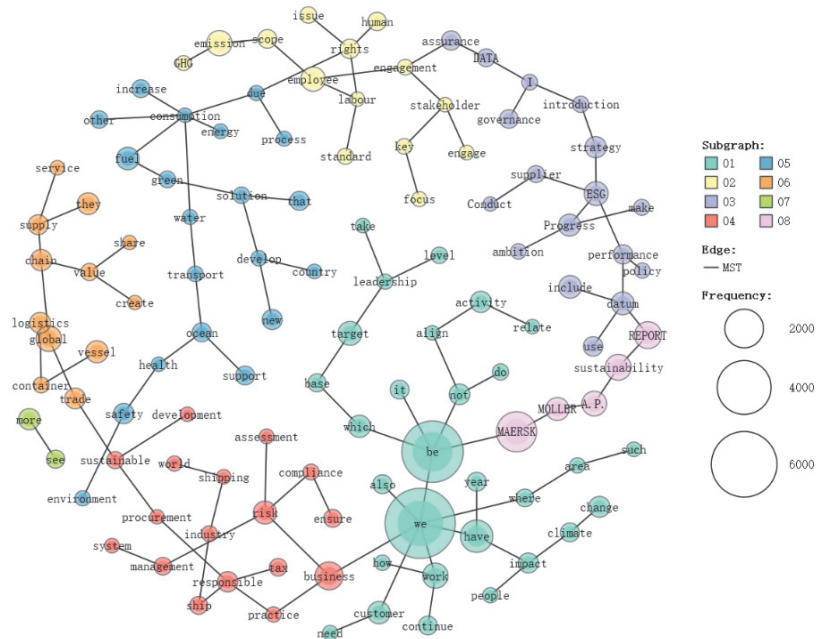 issue
human
emission
scope
rights
assurance
GHG
DATA
employee
engagement
I
increase
due
labour
stakeholder
introduction
other
consumption
governance
energy
process
key
strategy
fuel
standard
engage
service
green
supplier
ESG
they
solution
that
focus
Conduct
make
supply
water
take
Progress
share
level
ambition
chain
value
develop
performance
transport
country
leadership
policy
create
activity
include
datum
logistics
new
target
align
relate
global
ocean
REPORT
vessel
use
health
support
sustainability
container
base
it
do
trade
not
safety
development
which
MOLLER
A.P.
more
assessment
MAERSK
be
see
sustainable
world
shipping
compliance
also
year
area
such
environment
where
procurement
risk
ensure
we
change
system
industry
have
climate
management
how
impact
responsible
tax
business
work
people
ship
practice
customer
need
continue
Subgraph:
01 05
02 06
03 07
04 08
Edge:
MST
Frequency:
2000
4000
6000